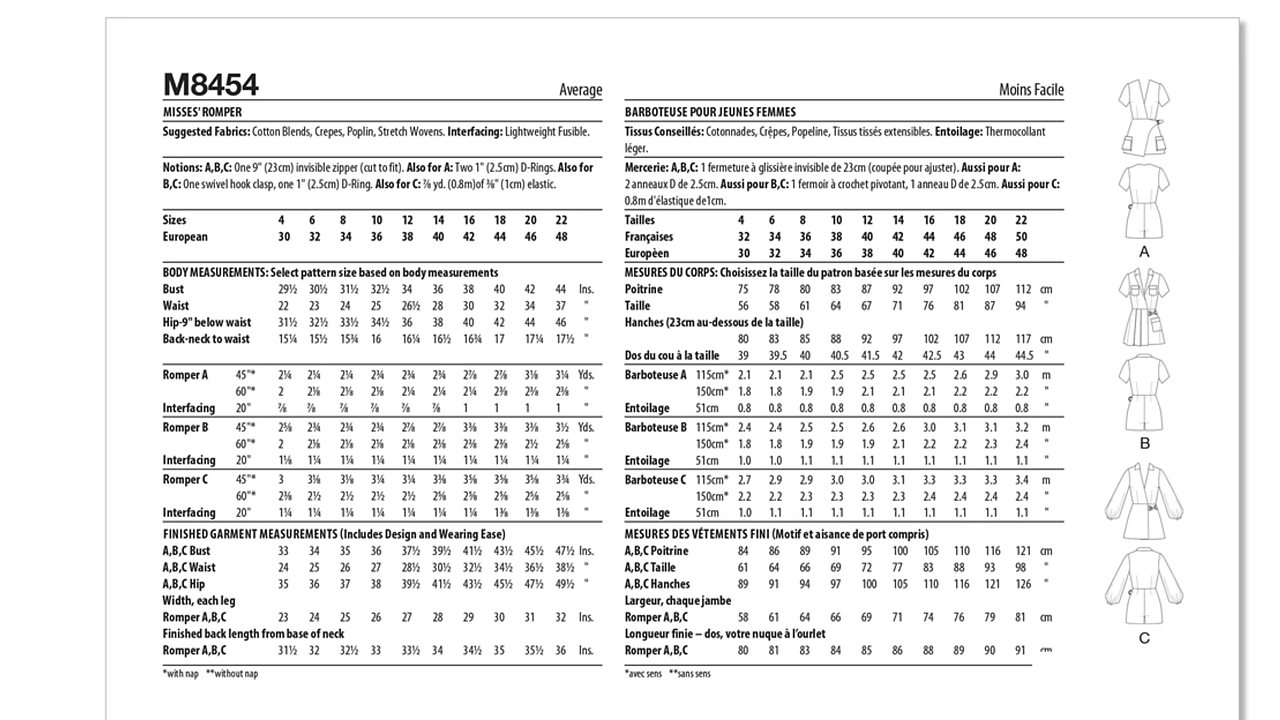 M8454
Average
MISSES' ROMPER
Suggested Fabrics: Cotton Blends, Crepes, Poplin, Stretch Wovens. Interfacing: Lightweight Fusible.
Notions: A,B,C: One 9" (23cm) invisible zipper (cut to fit). Also for A: Two 1" (2.5cm) D-Rings. Also for
B,C: One swivel hook clasp, one 1" (2.5cm) D-Ring. Also for C: ⅞ yd. (0.8m)of ⅜" (1cm) elastic.
Sizes 4 6 8 10 12 14 16 18 20 22
European 30 32 34 36 38 40 42 44 46 48
BODY MEASUREMENTS: Select pattern size based on body measurements
Bust 29½ 30½ 31½ 32½ 34 36 38 40 42 44 Ins.
Waist 22 23 24 25 26½ 28 30 32 34 37 "
Hip-9" below waist 31½ 32½ 33½ 34½ 36 38 40 42 44 46 "
Back-neck to waist 15¼ 15½ 15¾ 16 16¼ 16½ 16¾ 17 17¼ 17½ "
Romper A 45"* 2¼ 2¼ 2¼ 2¾ 2¾ 2¾ 2⅞ 2⅞ 3⅛ 3¼ Yds.
60"* 2 2⅛ 2⅛ 2⅛ 2¼ 2¼ 2¼ 2⅜ 2⅜ 2⅜ "
Interfacing 20" ⅞ ⅞ ⅞ ⅞ ⅞ ⅞ 1 1 1 1 "
Romper B 45"* 2⅝ 2¾ 2¾ 2¾ 2⅞ 2⅞ 3⅜ 3⅜ 3⅜ 3½ Yds.
60"* 2 2⅛ 2⅛ 2⅛ 2⅛ 2⅜ 2⅜ 2⅜ 2½ 2⅝ "
Interfacing 20" 1⅛ 1¼ 1¼ 1¼ 1¼ 1¼ 1¼ 1¼ 1¼ 1¼ "
Romper C 45"* 3 3⅛ 3⅛ 3¼ 3¼ 3⅜ 3⅝ 3⅝ 3⅝ 3¾ Yds.
60"* 2⅜ 2½ 2½ 2½ 2½ 2⅝ 2⅝ 2⅝ 2⅝ 2⅝ "
Interfacing 20" 1¼ 1¼ 1¼ 1¼ 1¼ 1¼ 1¼ 1⅜ 1⅜ 1⅜ "
FINISHED GARMENT MEASUREMENTS (Includes Design and Wearing Ease)
A,B,C Bust 33 34 35 36 37½ 39½ 41½ 43½ 45½ 47½ Ins.
A,B,C Waist 24 25 26 27 28½ 30½ 32½ 34½ 36½ 38½ "
A,B,C Hip 35 36 37 38 39½ 41½ 43½ 45½ 47½ 49½ "
Width, each leg
Romper A,B,C 23 24 25 26 27 28 29 30 31 32 Ins.
Finished back length from base of neck
Romper A,B,C 31½ 32 32½ 33 33½ 34 34½ 35 35½ 36 Ins.
*with nap **without nap
Moins Facile
BARBOTEUSE POUR JEUNES FEMMES
Tissus Conseillés: Cotonnades, Crêpes, Popeline, Tissus tissés extensibles. Entoilage: Thermocollant
léger.
Mercerie: A,B,C: 1 fermeture à glissière invisible de 23cm (coupée pour ajuster). Aussi pour A:
2 anneaux D de 2.5cm. Aussi pour B,C: 1 fermoir à crochet pivotant, 1 anneau D de 2.5cm. Aussi pour C:
0.8m d'élastique de1cm.
Tailles 4 6 8 10 12 14 16 18 20 22
Françaises 32 34 36 38 40 42 44 46 48 50
Europèen 30 32 34 36 38 40 42 44 46 48
MESURES DU CORPS: Choisissez la taille du patron basée sur les mesures du corps
Poitrine 75 78 80 83 87 92 97 102 107 112 cm
Taille 56 58 61 64 67 71 76 81 87 94 "
Hanches (23cm au-dessous de la taille)
80 83 85 88 92 97 102 107 112 117 cm
Dos du cou à la taille 39 39.5 40 40.5 41.5 42 42.5 43 44 44.5 "
Barboteuse A 115cm* 2.1 2.1 2.1 2.5 2.5 2.5 2.5 2.6 2.9 3.0 m
150cm* 1.8 1.8 1.9 1.9 2.1 2.1 2.1 2.2 2.2 2.2 "
Entoilage 51cm 0.8 0.8 0.8 0.8 0.8 0.8 0.8 0.8 0.8 0.8 "
Barboteuse B 115cm* 2.4 2.4 2.5 2.5 2.6 2.6 3.0 3.1 3.1 3.2 m
150cm* 1.8 1.8 1.9 1.9 1.9 2.1 2.2 2.2 2.3 2.4 "
Entoilage 51cm 1.0 1.0 1.1 1.1 1.1 1.1 1.1 1.1 1.1 1.1 "
Barboteuse C 115cm* 2.7 2.9 2.9 3.0 3.0 3.1 3.3 3.3 3.3 3.4 m
150cm* 2.2 2.2 2.3 2.3 2.3 2.3 2.4 2.4 2.4 2.4 "
Entoilage 51cm 1.0 1.1 1.1 1.1 1.1 1.1 1.1 1.1 1.1 1.1 "
MESURES DES VÉTEMENTS FINI (Motif et aisance de port compris)
A,B,C Poitrine 84 86 89 91 95 100 105 110 116 121 cm
A,B,C Taille 61 64 66 69 72 77 83 88 93 98 "
A,B,C Hanches 89 91 94 97 100 105 110 116 121 126 "
Largeur, chaque jambe
Romper A,B,C 58 61 64 66 69 71 74 76 79 81 cm
Longueur finie – dos, votre nuque à l'ourlet
Romper A,B,C 80 81 83 84 85 86 88 89 90 91 cm
*avec sens **sans sens
A
B
C